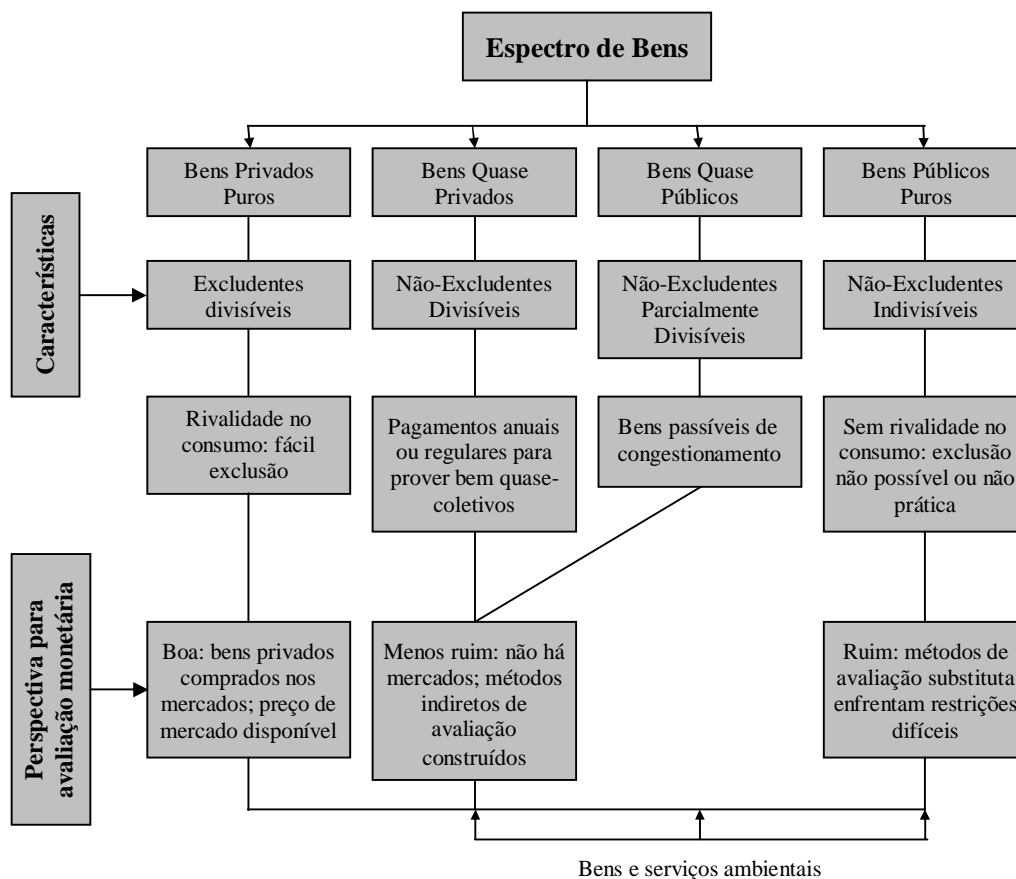 Espectro de Bens
Bens Privados
Puros
Bens Quase
Privados
Bens Quase
Públicos
Bens Públicos
Puros
Características
Excludentes
divisíveis
Não-Excludentes
Divisíveis
Não-Excludentes
Parcialmente
Divisíveis
Não-Excludentes
Indivisíveis
Rivalidade no
consumo: fácil
exclusão
Pagamentos anuais
ou regulares para
prover bem quase-
coletivos
Bens passíveis de
congestionamento
Sem rivalidade no
consumo: exclusão
não possível ou não
prática
Perspectiva para
avaliação monetária
Boa: bens privados
comprados nos
mercados; preço de
mercado disponível
Menos ruim: não há
mercados; métodos
indiretos de
avaliação
construídos
Ruim: métodos de
avaliação substituta
enfrentam restrições
difíceis
Bens e serviços ambientais